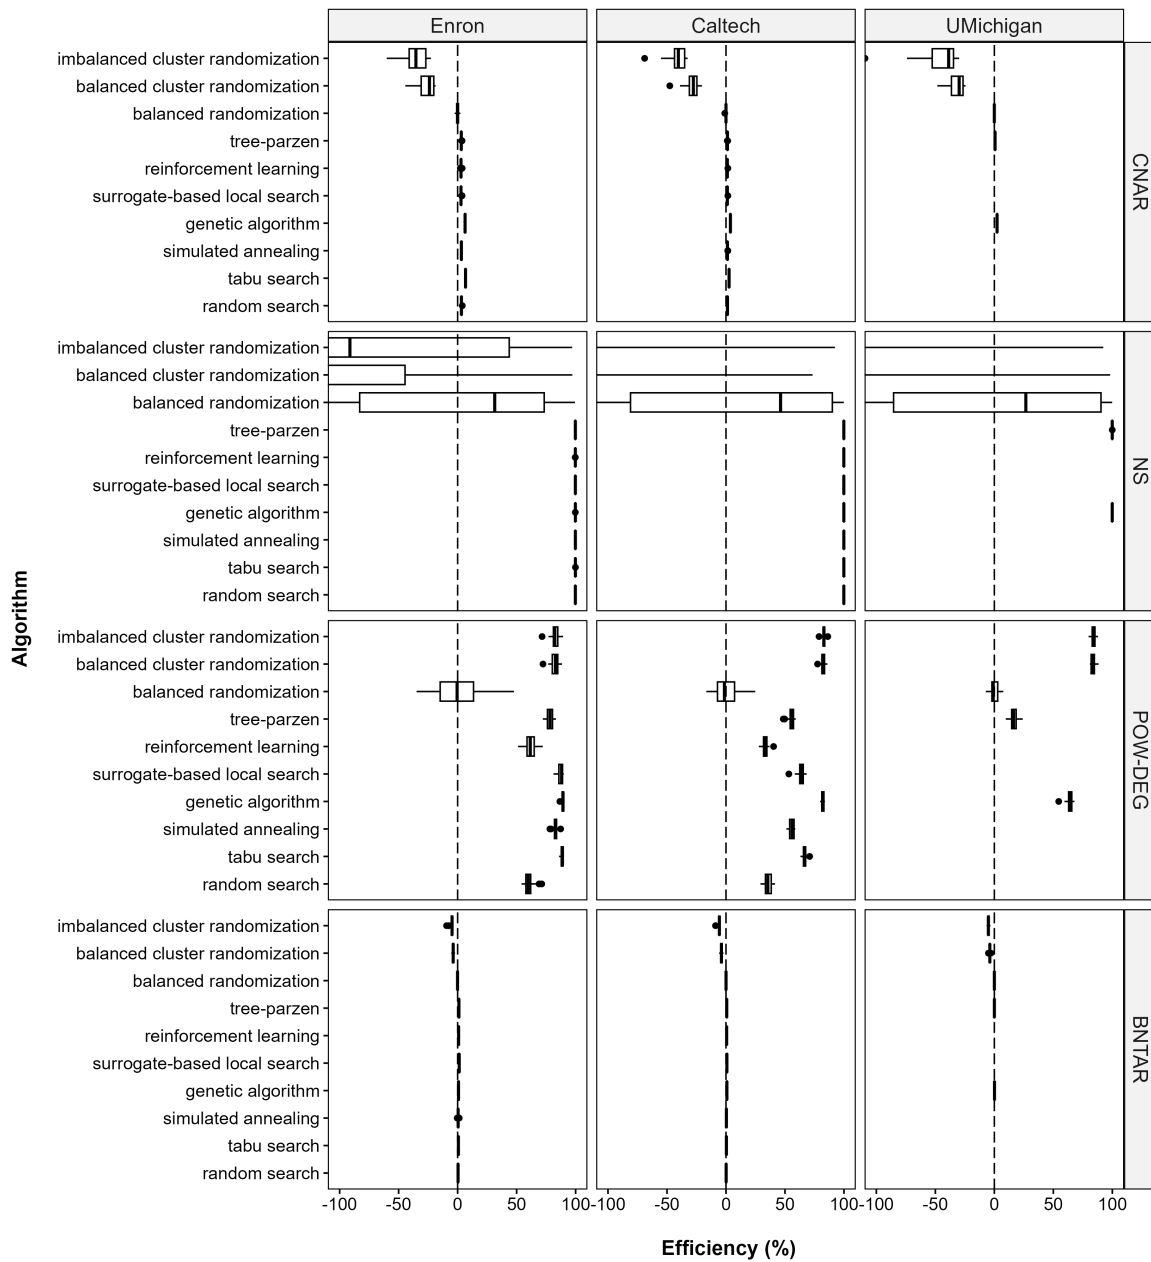 Enron Caltech UMichigan
imbalanced cluster randomization
balanced cluster randomization
balanced randomization
tree-parzen
reinforcement learning
surrogate-based local search
genetic algorithm
simulated annealing
tabu search
random search
CNAR
imbalanced cluster randomization
balanced cluster randomization
balanced randomization
tree-parzen
reinforcement learning
surrogate-based local search
genetic algorithm
simulated annealing
tabu search
random search
NS
Algorithm
imbalanced cluster randomization
balanced cluster randomization
balanced randomization
tree-parzen
reinforcement learning
surrogate-based local search
genetic algorithm
simulated annealing
tabu search
random search
POW-DEG
imbalanced cluster randomization
balanced cluster randomization
balanced randomization
tree-parzen
reinforcement learning
surrogate-based local search
genetic algorithm
simulated annealing
tabu search
random search
BNTAR
-100 -50 0 50 100 -100 -50 0 50 100 -100 -50 0 50 100
Efficiency (%)